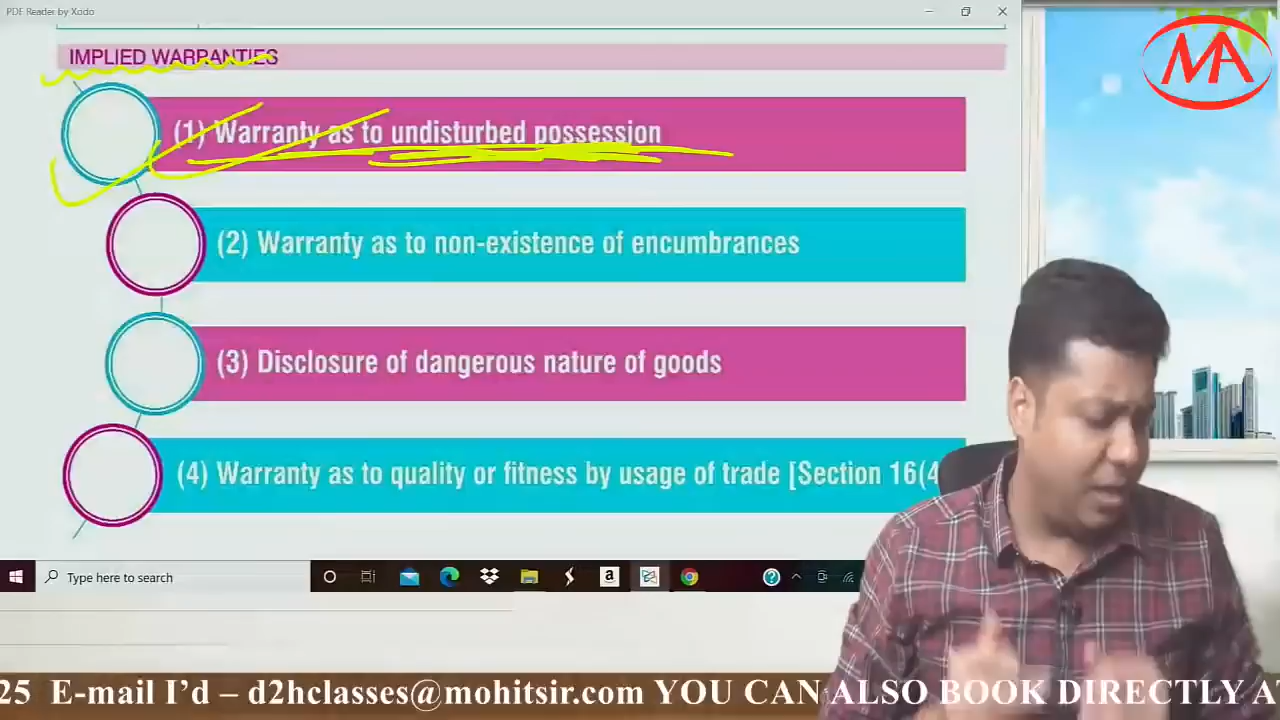 PDF Reader by Xodo
MA
IMPLIED WARRANTIES
(1) Warranty as to undisturbed possession
(2) Warranty as to non-existence of encumbrances
(3) Disclosure of dangerous nature of goods
(4) Warranty as to quality or fitness by usage of trade [Section 16(4
Type here to search
25 E-mail I'd – d2hclasses@mohitsir.com YOU CAN ALSO BOOK DIRECTLY AT